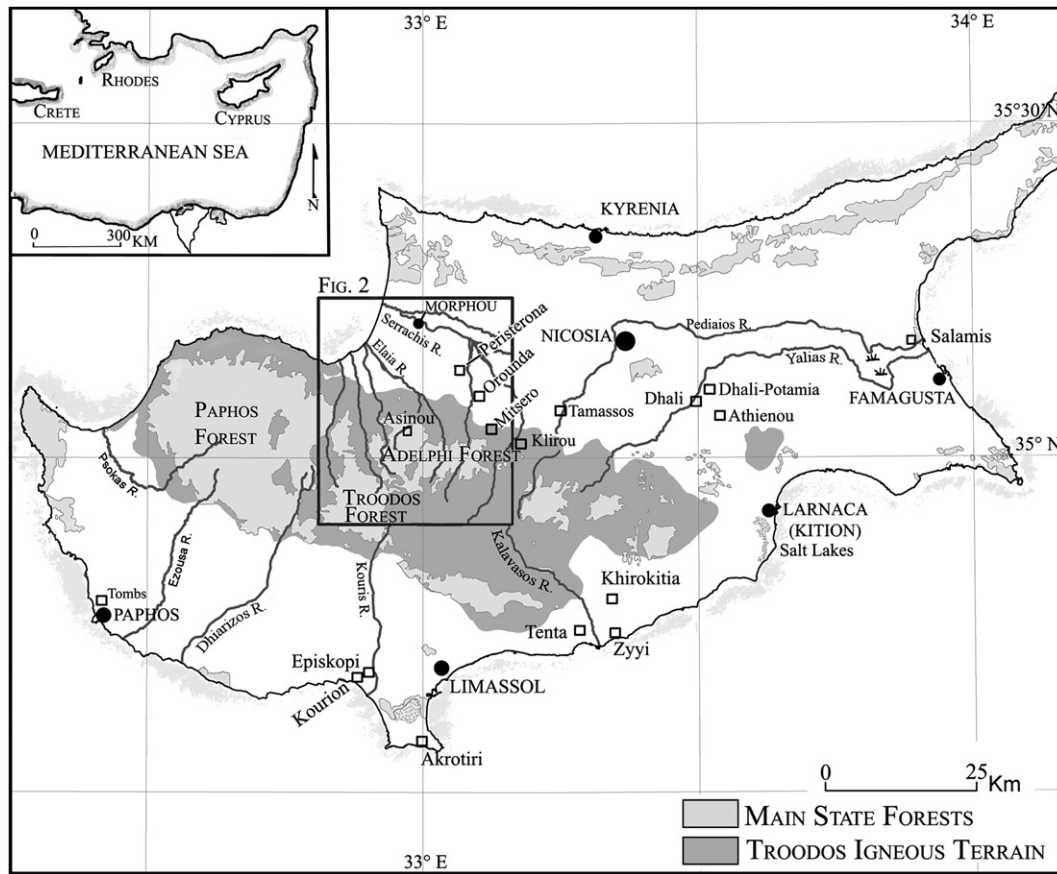 33° E
34° E
RHODES
CRETE
CYPRUS
MEDITERRANEAN SEA
N
0 300 KM
35°30'N
KYRENIA
FIG. 2
MORPHOU
Serrachis R.
Peristerona
Elaia R.
Orounda
NICOSIA
Pediaios R.
Salamis
Yalias R.
Dhali
Dhali-Potamia
FAMAGUSTA
Athienou
Mitsero
Tamassos
Klirou
Asinou
PAPHOS
FOREST
ADELPHI FOREST
35° N
Psokas R.
TROODOS
FOREST
LARNACA
(KITION)
Salt Lakes
Ezousa R.
Kouris R.
Kalavasos R.
Khirokitia
Tombs
PAPHOS
Dhiarizos R.
Tenta
Zyyi
Episkopi
Kourion
LIMASSOL
Akrotiri
0 25 Km
MAIN STATE FORESTS
TROODOS IGNEOUS TERRAIN
33° E